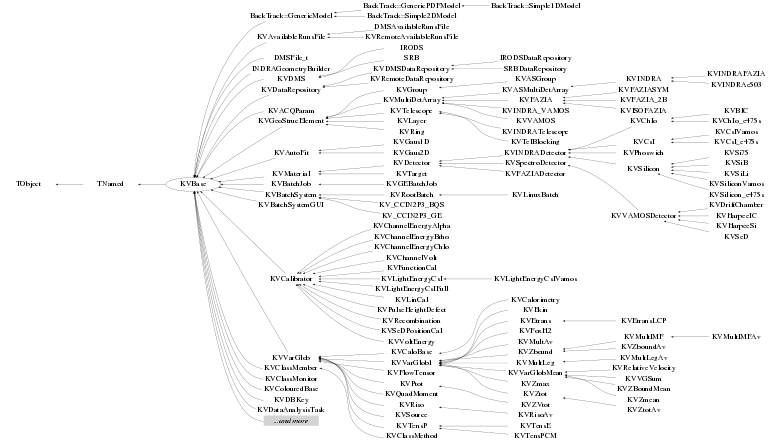 BackTrack::GenericPDFModel
BackTrack::Simple1DModel
BackTrack::GenericModel
BackTrack::Simple2DModel
DMSAvailableRunsFile
KVAvailableRunsFile
KVRemoteAvailableRunsFile
IRODS
DMSFile_t
SRB
IRODSDataRepository
INDRAGeometryBuilder
KVDMSDataRepository
SRBDataRepository
KVINDRAFAZIA
KVDMS
KVRemoteDataRepository
KVASGroup
KVINDRA
KVINDRAe503
KVDataRepository
KVGroup
KVASMultiDetArray
KVFAZIASYM
KVMultiDetArray
KVFAZIA
KVFAZIA_2B
KVACQParam
KVTelescope
KVINDRA_VAMOS
KVISOFAZIA
KVBIC
KVGeoStrucElement
KVLayer
KVVAMOS
KVChIo
KVChIo_e475s
KVRing
KVINDRATelescope
KVCsIVamos
KVGaus1D
KVTelBlocking
KVCsI
KVCsI_e475s
KVAutoFit
KVGaus2D
KVINDRADetector
KVPhoswich
KVSi75
KVDetector
KVSpectroDetector
KVSiB
KVMaterial
KVTarget
KVFAZIADetector
KVSilicon
KVSiLi
TObject
TNamed
KVBase
KVBatchJob
KVGEBatchJob
KVSiliconVamos
KVBatchSystem
KVRootBatch
KVLinuxBatch
KVSilicon_e475s
KVBatchSystemGUI
KV_CCIN2P3_BQS
KVDriftChamber
KV_CCIN2P3_GE
KVVAMOSDetector
KVHarpeeIC
KVChannelEnergyAlpha
KVHarpeeSi
KVChannelEnergyBrho
KVSeD
KVChannelEnergyChIo
KVChannelVolt
KVFunctionCal
KVCalibrator
KVLightEnergyCsI
KVLightEnergyCsIVamos
KVLightEnergyCsIFull
KVLinCal
KVCalorimetry
KVPulseHeightDefect
KVEkin
KVRecombination
KVEtrans
KVEtransLCP
KVSeDPositionCal
KVFoxH2
KVVoltEnergy
KVMultAv
KVMultIMF
KVMultIMFAv
KVCaloBase
KVZbound
KVZboundAv
KVVarGlob
KVVarGlob1
KVMultLeg
KVMultLegAv
KVClassMember
KVFlowTensor
KVVarGlobMean
KVRelativeVelocity
KVClassMonitor
KVPtot
KVZmax
KVVGSum
KVColouredBase
KVQuadMoment
KVZtot
KVZBoundMean
KVDBKey
KVRiso
KVZVtot
KVZmean
KVDataAnalysisTask
KVSource
KVRisoAv
KVZtotAv
...and more
KVTensP
KVTensE
KVClassMethod
KVTensPCM